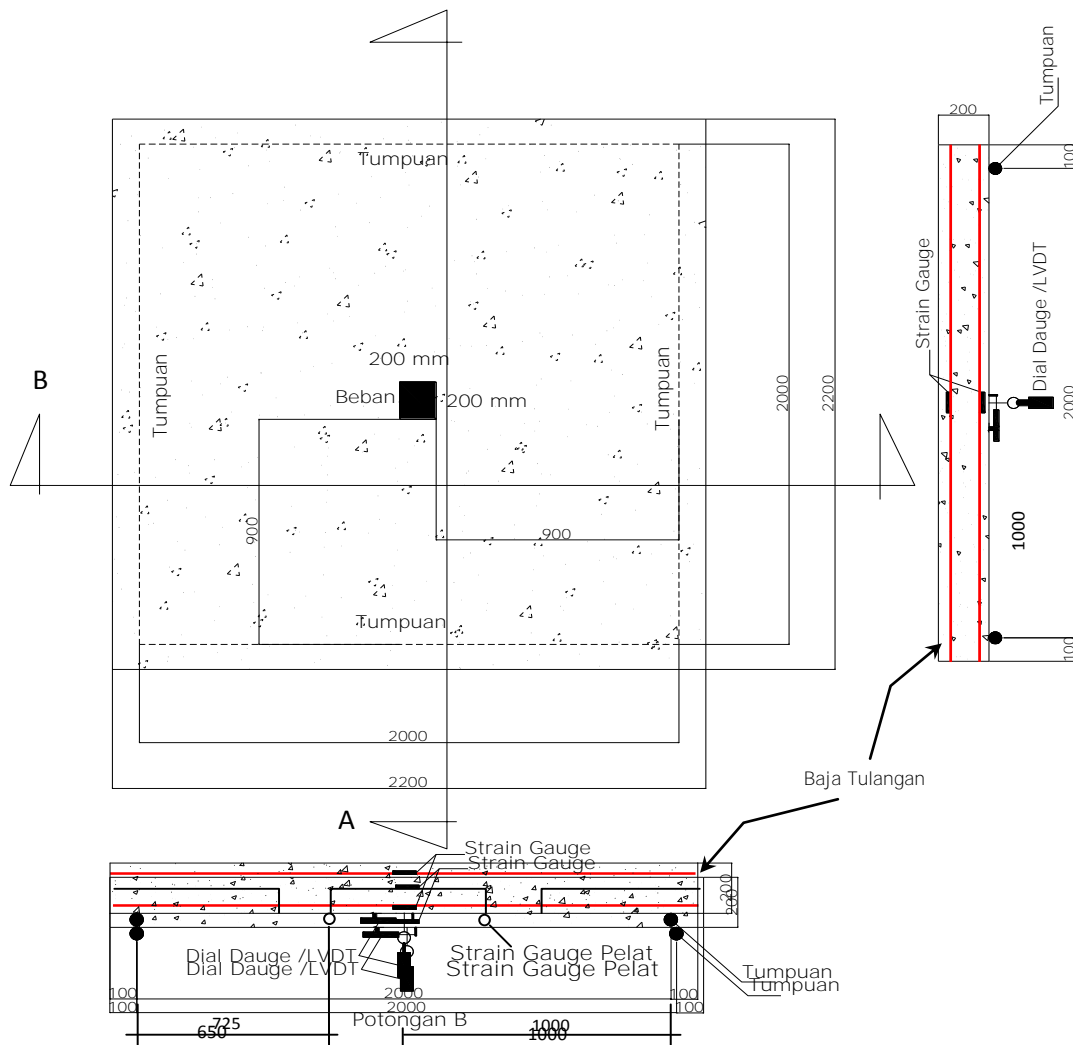 Tumpuan
200
Tumpuan
100
Strain Gauge
Dial Dauge /LVDT
2000
1000
100
B
Tumpuan
Tumpuan
200 mm
Beban
200 mm
2000
2200
900
900
Tumpuan
2000
2200
Baja Tulangan
A
Strain Gauge
Strain Gauge
200
200
Dial Dauge /LVDT
Dial Dauge /LVDT
Strain Gauge Pelat
Strain Gauge Pelat
Tumpuan
Tumpuan
100
2000
100
100
2000
100
Potongan B
725
650
1000
1000